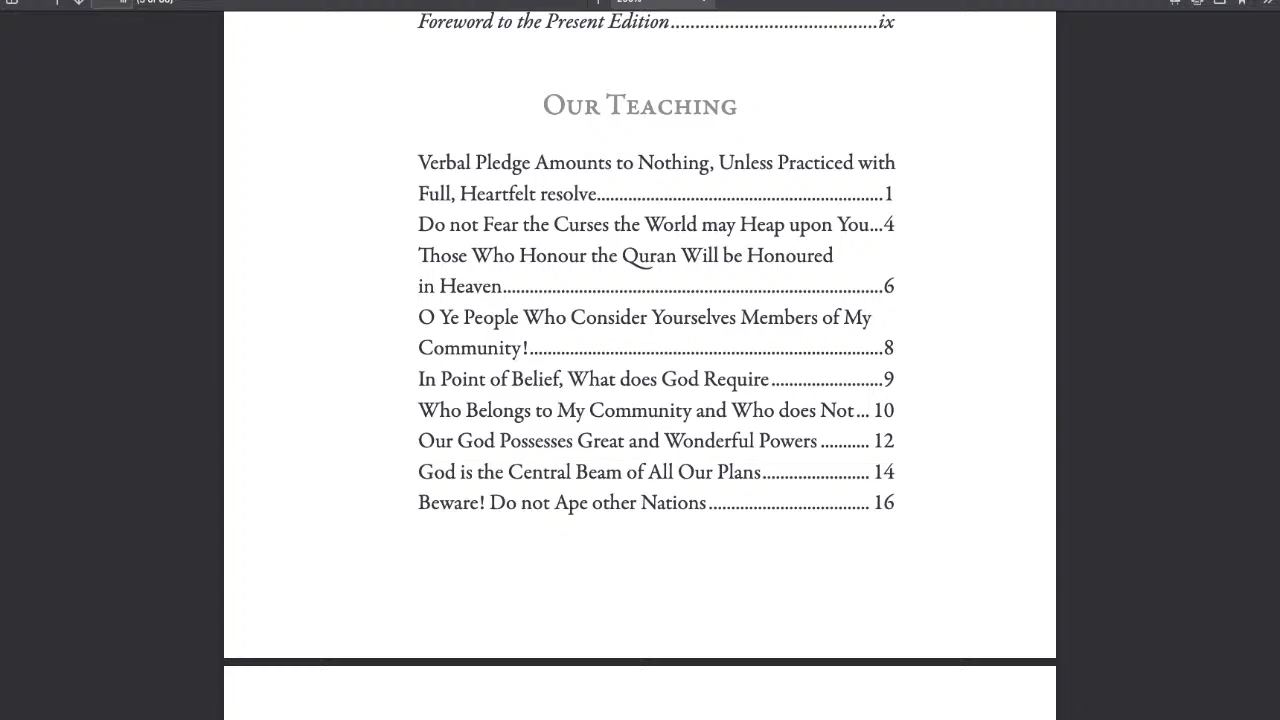 Foreword to the Present Edition..........................................ix
OUR TEACHING
Verbal Pledge Amounts to Nothing, Unless Practiced with
Full, Heartfelt resolve................................................................1
Do not Fear the Curses the World may Heap upon You...4
Those Who Honour the Quran Will be Honoured
in Heaven.....................................................................................6
O Ye People Who Consider Yourselves Members of My
Community!...............................................................................8
In Point of Belief, What does God Require.........................9
Who Belongs to My Community and Who does Not... 10
Our God Possesses Great and Wonderful Powers ........... 12
God is the Central Beam of All Our Plans........................ 14
Beware! Do not Ape other Nations.................................... 16